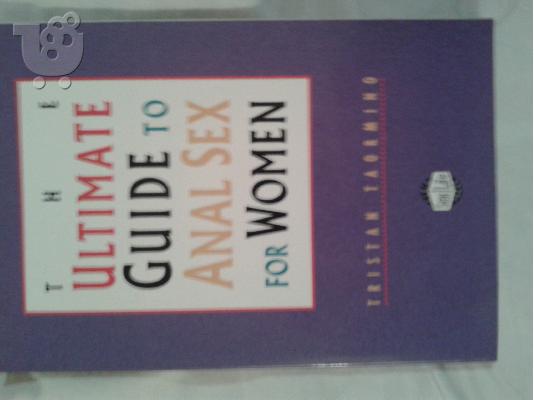 THE
ULTIMATE
GUIDE TO
ANAL SEX
FOR WOMEN
TRISTAN TAORMINO